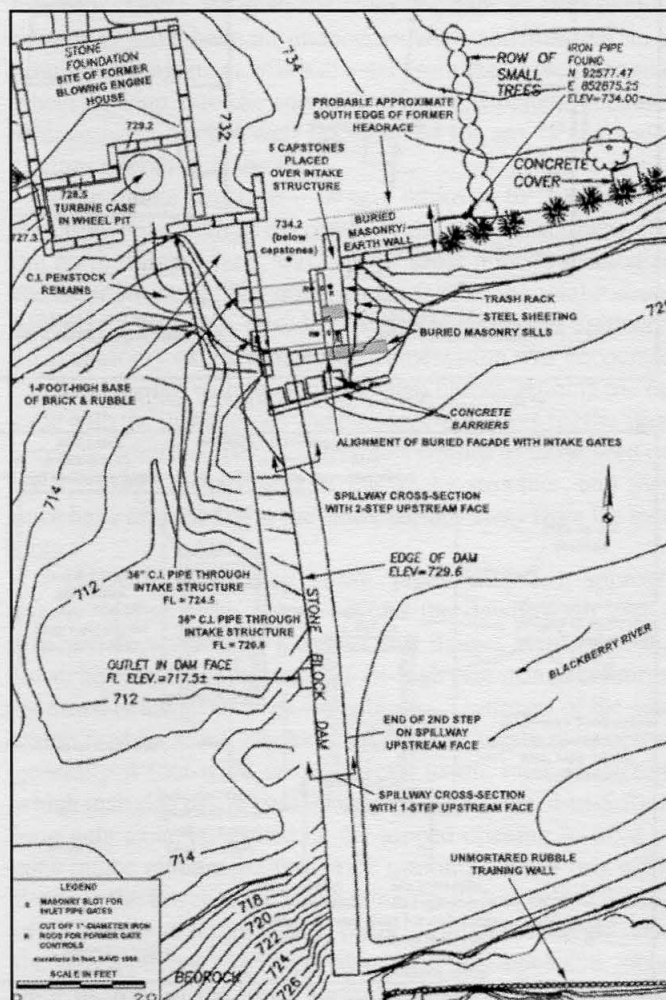 STONE
FOUNDATION
SITE OF FORMER
BLOWING ENGINE
HOUSE
734
732
729.2
728.5
727.3
TURBINE CASE
IN WHEEL PIT
C.I. PENSTOCK
REMAINS
PROBABLE APPROXIMATE
SOUTH EDGE OF FORMER
HEADRACE
5 CAPSTONES
PLACED
OVER INTAKE
STRUCTURE
734.2
(below
capstones)
BURIED
MASONRY/
EARTH WALL
ROW OF
SMALL
TREES
IRON PIPE
FOUND
N 92577.47
E 852675.25
ELEV=734.00
CONCRETE
COVER
TRASH RACK
STEEL SHEETING
BURIED MASONRY SILLS
1-FOOT-HIGH BASE
OF BRICK & RUBBLE
CONCRETE
BARRIERS
ALIGNMENT OF BURIED FACADE WITH INTAKE GATES
SPILLWAY CROSS-SECTION
WITH 2-STEP UPSTREAM FACE
714
712
EDGE OF DAM
ELEV=729.6
36" C.I. PIPE THROUGH
INTAKE STRUCTURE
FL = 724.5
36" C.I. PIPE THROUGH
INTAKE STRUCTURE
FL = 720.8
STONE BLOCK DAM
BLACKBERRY RIVER
OUTLET IN DAM FACE
FL ELEV.=717.5±
712
END OF 2ND STEP
ON SPILLWAY
UPSTREAM FACE
SPILLWAY CROSS-SECTION
WITH 1-STEP UPSTREAM FACE
714
UNMORTARED RUBBLE
TRAINING WALL
718
720
722
724
726
BEDROCK
LEGEND
MASONRY SLOT FOR
INLET PIPE GATES
R
CUT OFF 1"-DIAMETER IRON
RODS FOR FORMER GATE
CONTROLS
elevations in feet, NAVD 1988
SCALE IN FEET
0 20